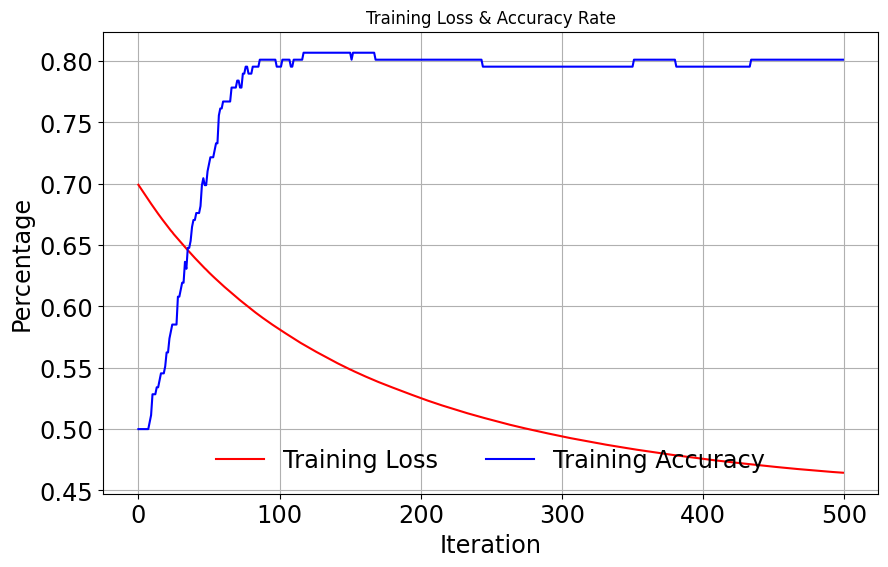 Training Loss & Accuracy Rate
0.80
0.75
0.70
0.65
0.60
0.55
0.50
0.45
Percentage
Training Loss Training Accuracy
0 100 200 300 400 500
Iteration